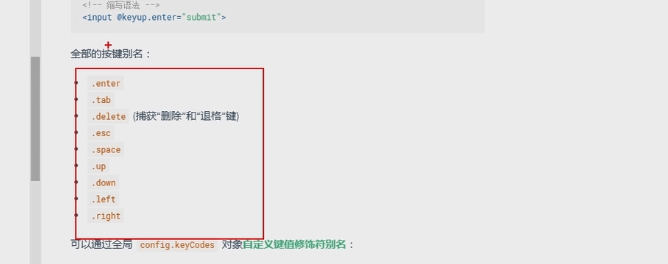 <!-- 缩写语法 -->
<input @keyup.enter="submit">
全部的按键别名：
.enter
.tab
.delete (捕获“删除”和“退格”键)
.esc
.space
.up
.down
.left
.right
可以通过全局 config.keyCodes 对象自定义键值修饰符别名：